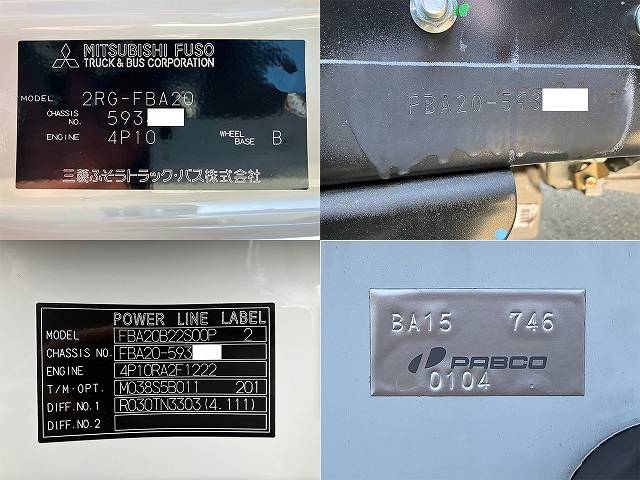 MITSUBISHI FUSO
TRUCK & BUS CORPORATION
MODEL 2RG-FBA20
CHASSIS NO. 593
ENGINE 4P10 WHEEL BASE B
三菱ふそうトラック・バス株式会社
FBA20-593
POWER LINE LABEL
MODEL FBA20B22S00P 2
CHASSIS NO. FBA20-593
ENGINE 4P10RA2F1222
T/M・OPT. M038S5B011 201
DIFF.NO.1 R030TN3303(4.111)
DIFF.NO.2
BA15 746
PABCO
0104